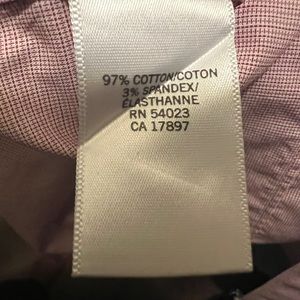 97% COTTON/COTON
3% SPANDEX/
ÉLASTHANNE
RN 54023
CA 17897